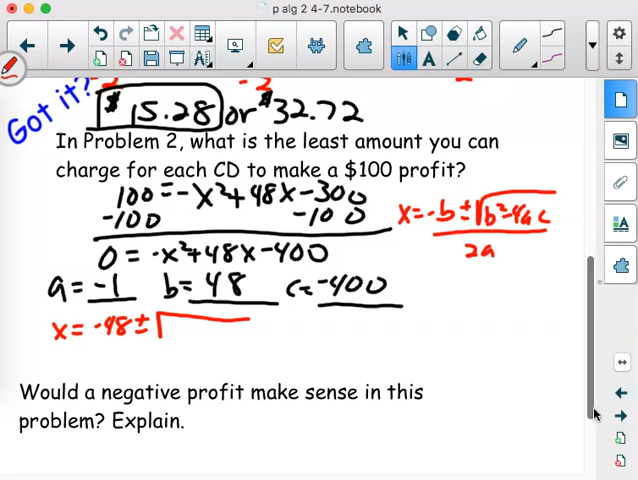 p alg 2 4-7.notebook
Got it?
$15.28 or $32.72
In Problem 2, what is the least amount you can
charge for each CD to make a $100 profit?
100 = -x²+48x-300
-100 -100
0 = -x²+48x-400
a = -1 b = 48 c = -400
x = -b ± √b²-4ac
2a
x = -48 ± √
Would a negative profit make sense in this
problem? Explain.